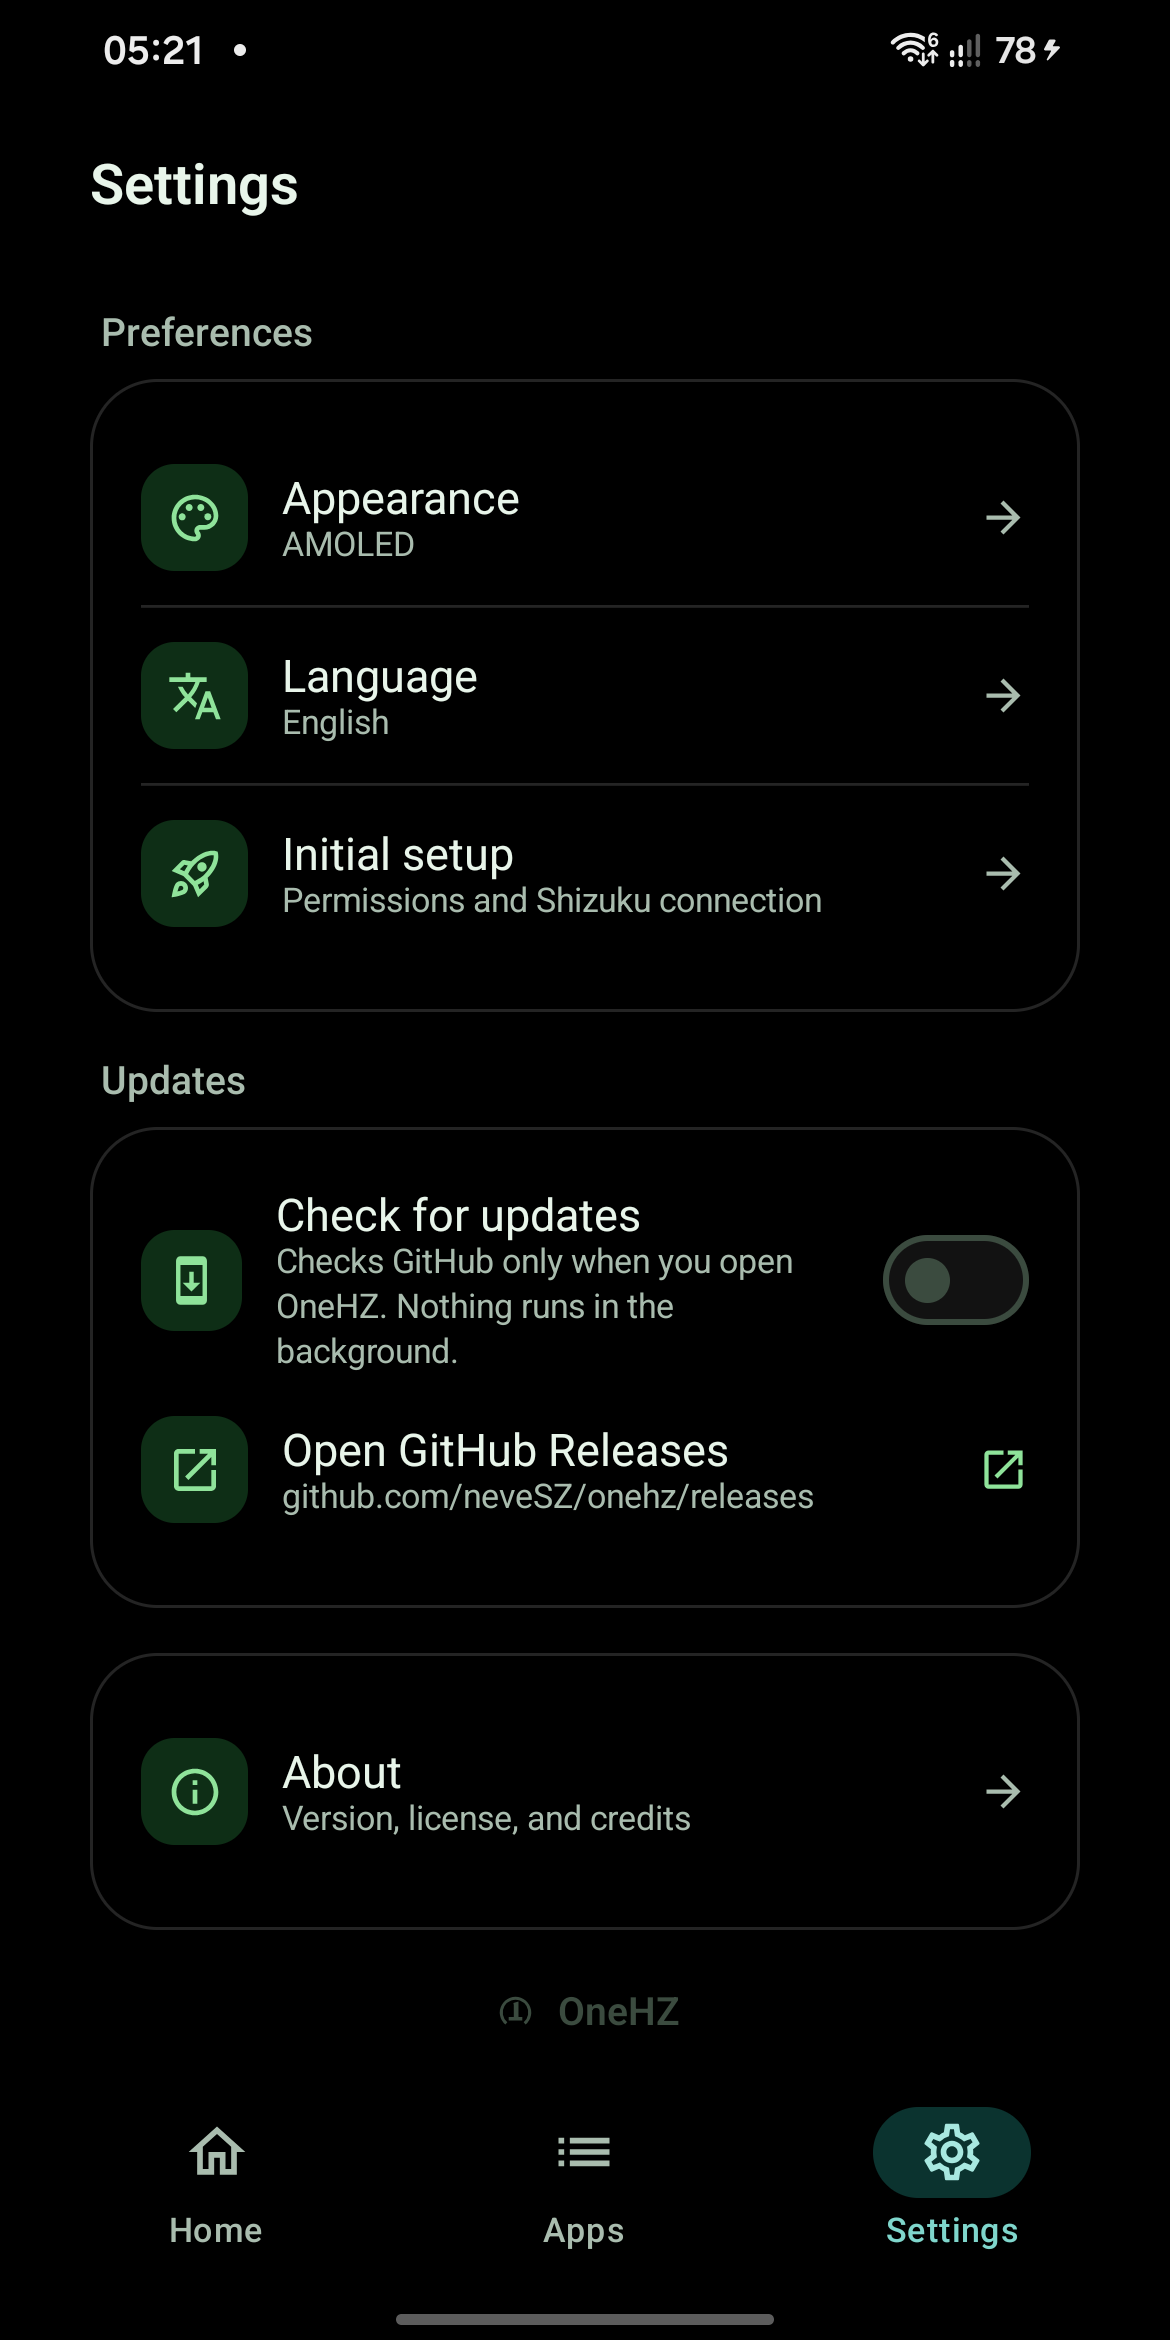 05:21
6
78
Settings
Preferences
Appearance
AMOLED
Language
English
Initial setup
Permissions and Shizuku connection
Updates
Check for updates
Checks GitHub only when you open
OneHZ. Nothing runs in the
background.
Open GitHub Releases
github.com/neveSZ/onehz/releases
About
Version, license, and credits
OneHZ
Home
Apps
Settings